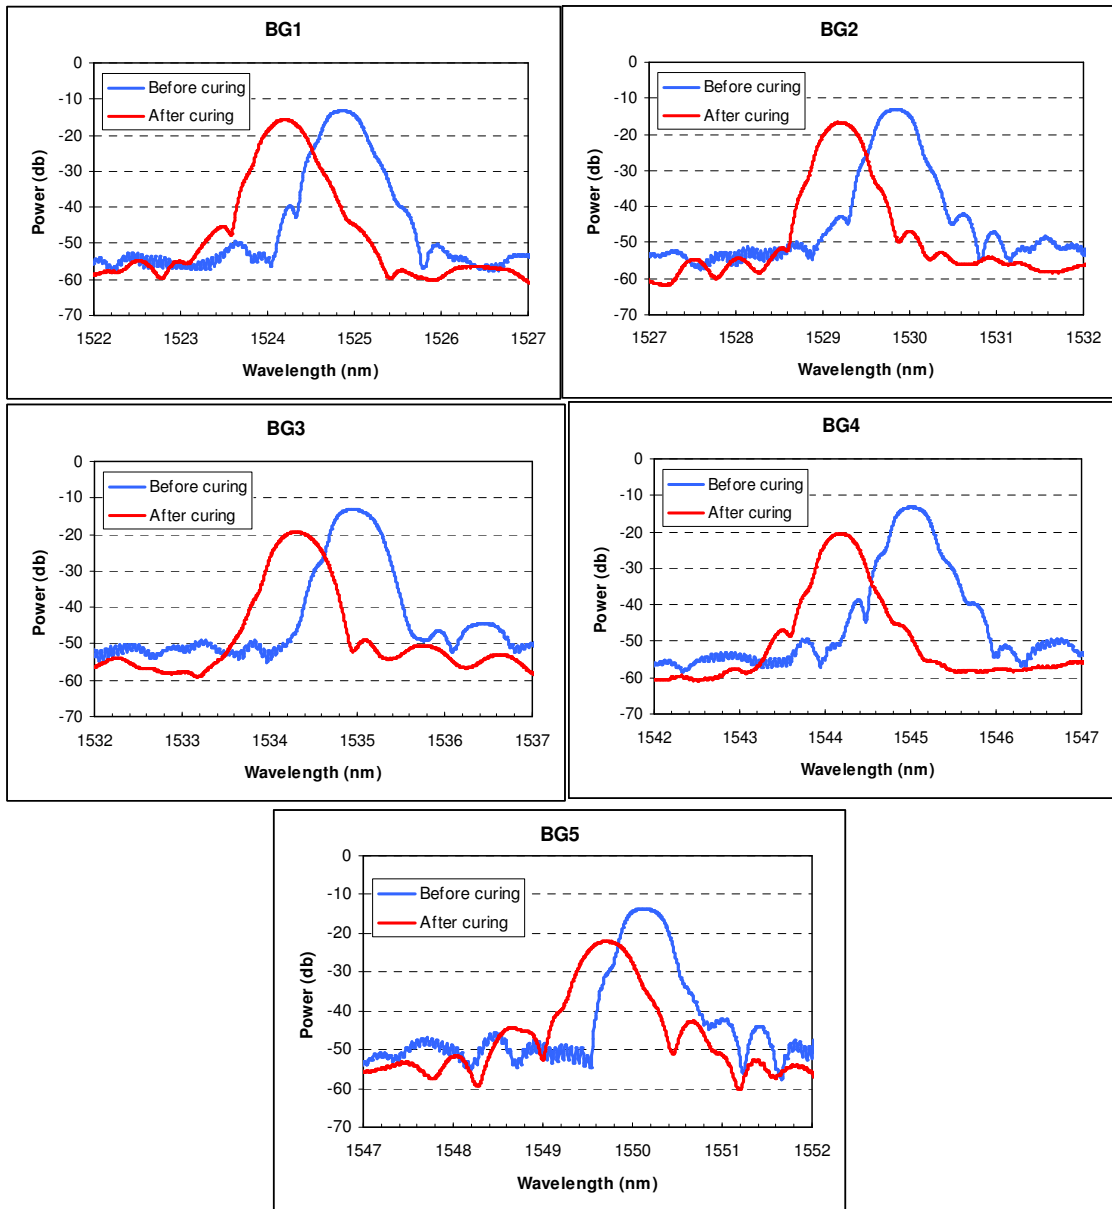 BG1
Before curing
After curing
Power (db)
0
-10
-20
-30
-40
-50
-60
-70
1522 1523 1524 1525 1526 1527
Wavelength (nm)
BG2
Before curing
After curing
Power (db)
0
-10
-20
-30
-40
-50
-60
-70
1527 1528 1529 1530 1531 1532
Wavelength (nm)
BG3
Before curing
After curing
Power (db)
0
-10
-20
-30
-40
-50
-60
-70
1532 1533 1534 1535 1536 1537
Wavelength (nm)
BG4
Before curing
After curing
Power (db)
0
-10
-20
-30
-40
-50
-60
-70
1542 1543 1544 1545 1546 1547
Wavelength (nm)
BG5
Before curing
After curing
Power (db)
0
-10
-20
-30
-40
-50
-60
-70
1547 1548 1549 1550 1551 1552
Wavelength (nm)